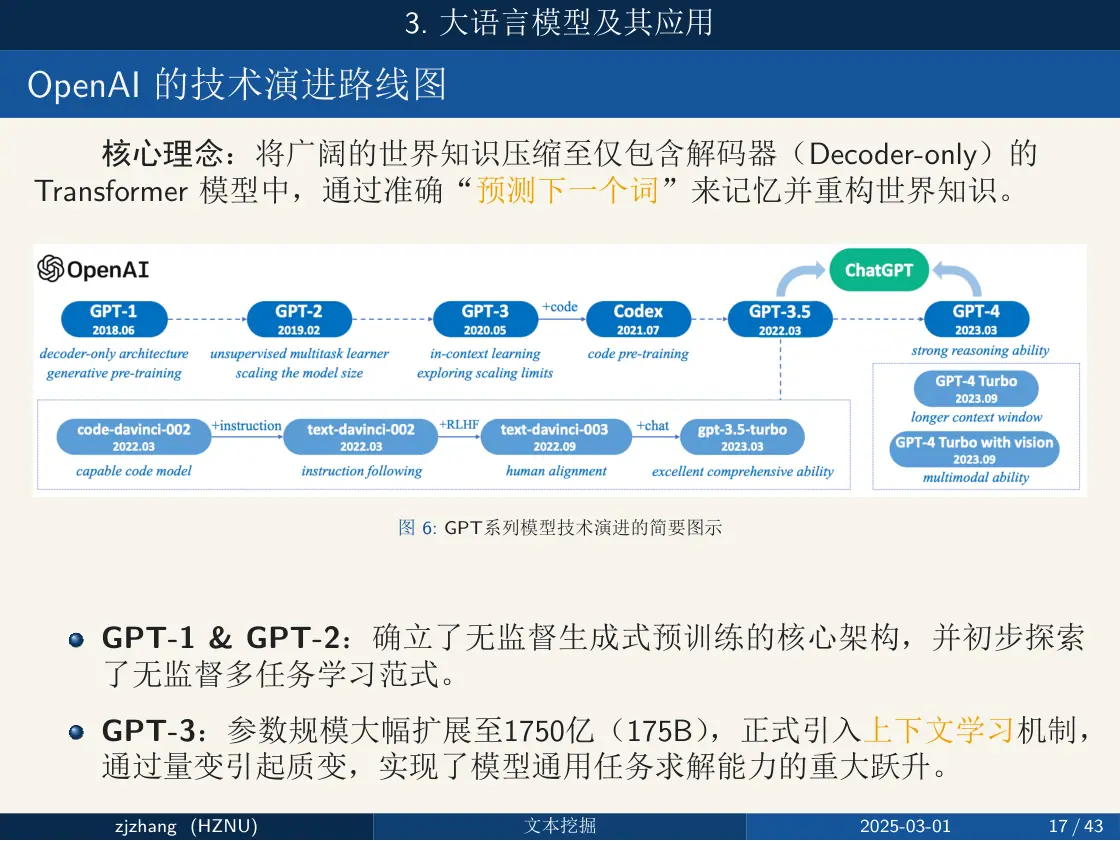 3. 大语言模型及其应用
OpenAI 的技术演进路线图
核心理念：将广阔的世界知识压缩至仅包含解码器（Decoder-only）的
Transformer 模型中，通过准确“预测下一个词”来记忆并重构世界知识。
OpenAI
ChatGPT
GPT-1
2018.06
decoder-only architecture
generative pre-training
GPT-2
2019.02
unsupervised multitask learner
scaling the model size
GPT-3
2020.05
in-context learning
exploring scaling limits
+code
Codex
2021.07
code pre-training
GPT-3.5
2022.03
GPT-4
2023.03
strong reasoning ability
code-davinci-002
2022.03
capable code model
+instruction
text-davinci-002
2022.03
instruction following
+RLHF
text-davinci-003
2022.09
human alignment
+chat
gpt-3.5-turbo
2023.03
excellent comprehensive ability
GPT-4 Turbo
2023.09
longer context window
GPT-4 Turbo with vision
2023.09
multimodal ability
图 6: GPT系列模型技术演进的简要图示
GPT-1 & GPT-2：确立了无监督生成式预训练的核心架构，并初步探索
了无监督多任务学习范式。
GPT-3：参数规模大幅扩展至1750亿（175B），正式引入上下文学习机制，
通过量变引起质变，实现了模型通用任务求解能力的重大跃升。
zjzhang (HZNU)
文本挖掘
2025-03-01
17 / 43